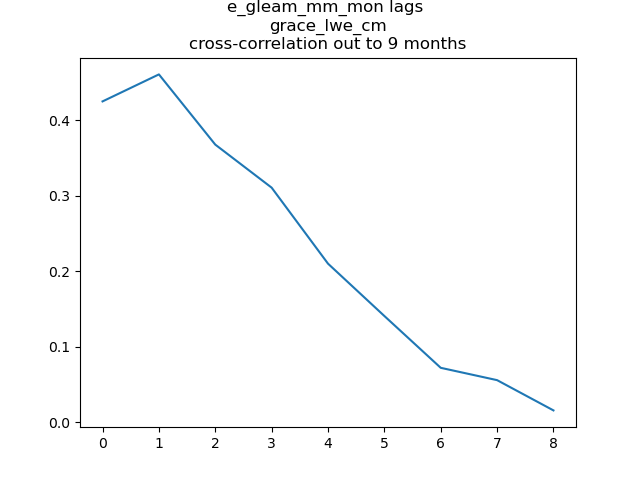 e_gleam_mm_mon lags
grace_lwe_cm
cross-correlation out to 9 months
0.4
0.3
0.2
0.1
0.0
0 1 2 3 4 5 6 7 8